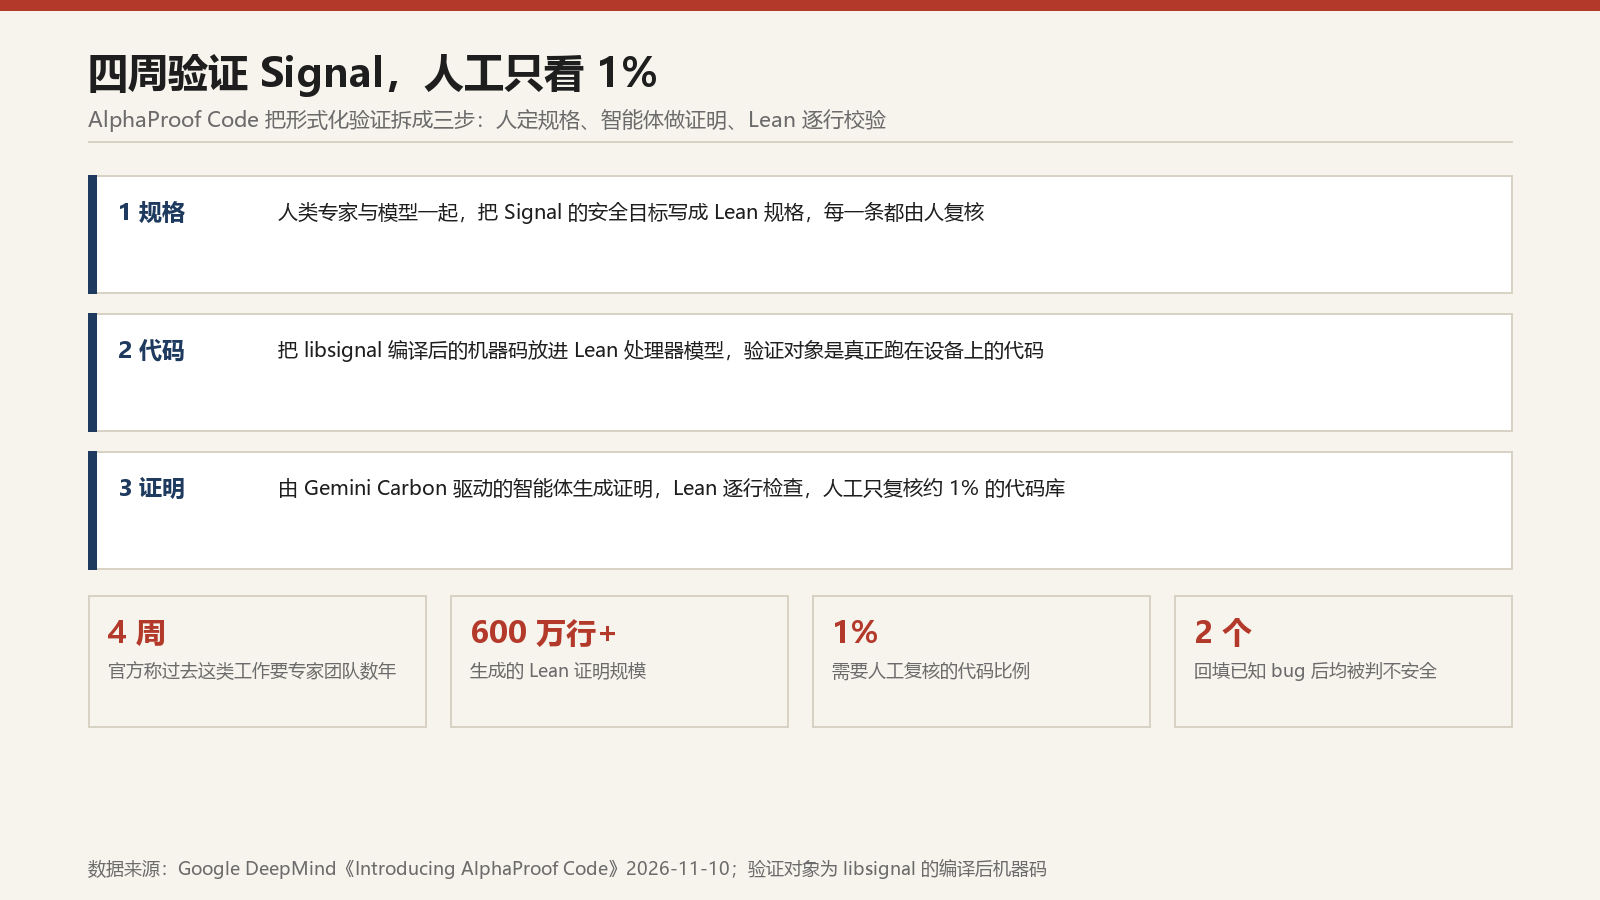 四周验证 Signal，人工只看 1%
AlphaProof Code 把形式化验证拆成三步：人定规格、智能体做证明、Lean 逐行校验
1 规格
人类专家与模型一起，把 Signal 的安全目标写成 Lean 规格，每一条都由人复核
2 代码
把 libsignal 编译后的机器码放进 Lean 处理器模型，验证对象是真正跑在设备上的代码
3 证明
由 Gemini Carbon 驱动的智能体生成证明，Lean 逐行检查，人工只复核约 1% 的代码库
4 周
官方称过去这类工作要专家团队数年
600 万行+
生成的 Lean 证明规模
1%
需要人工复核的代码比例
2 个
回填已知 bug 后均被判不安全
数据来源：Google DeepMind《Introducing AlphaProof Code》2026-11-10；验证对象为 libsignal 的编译后机器码